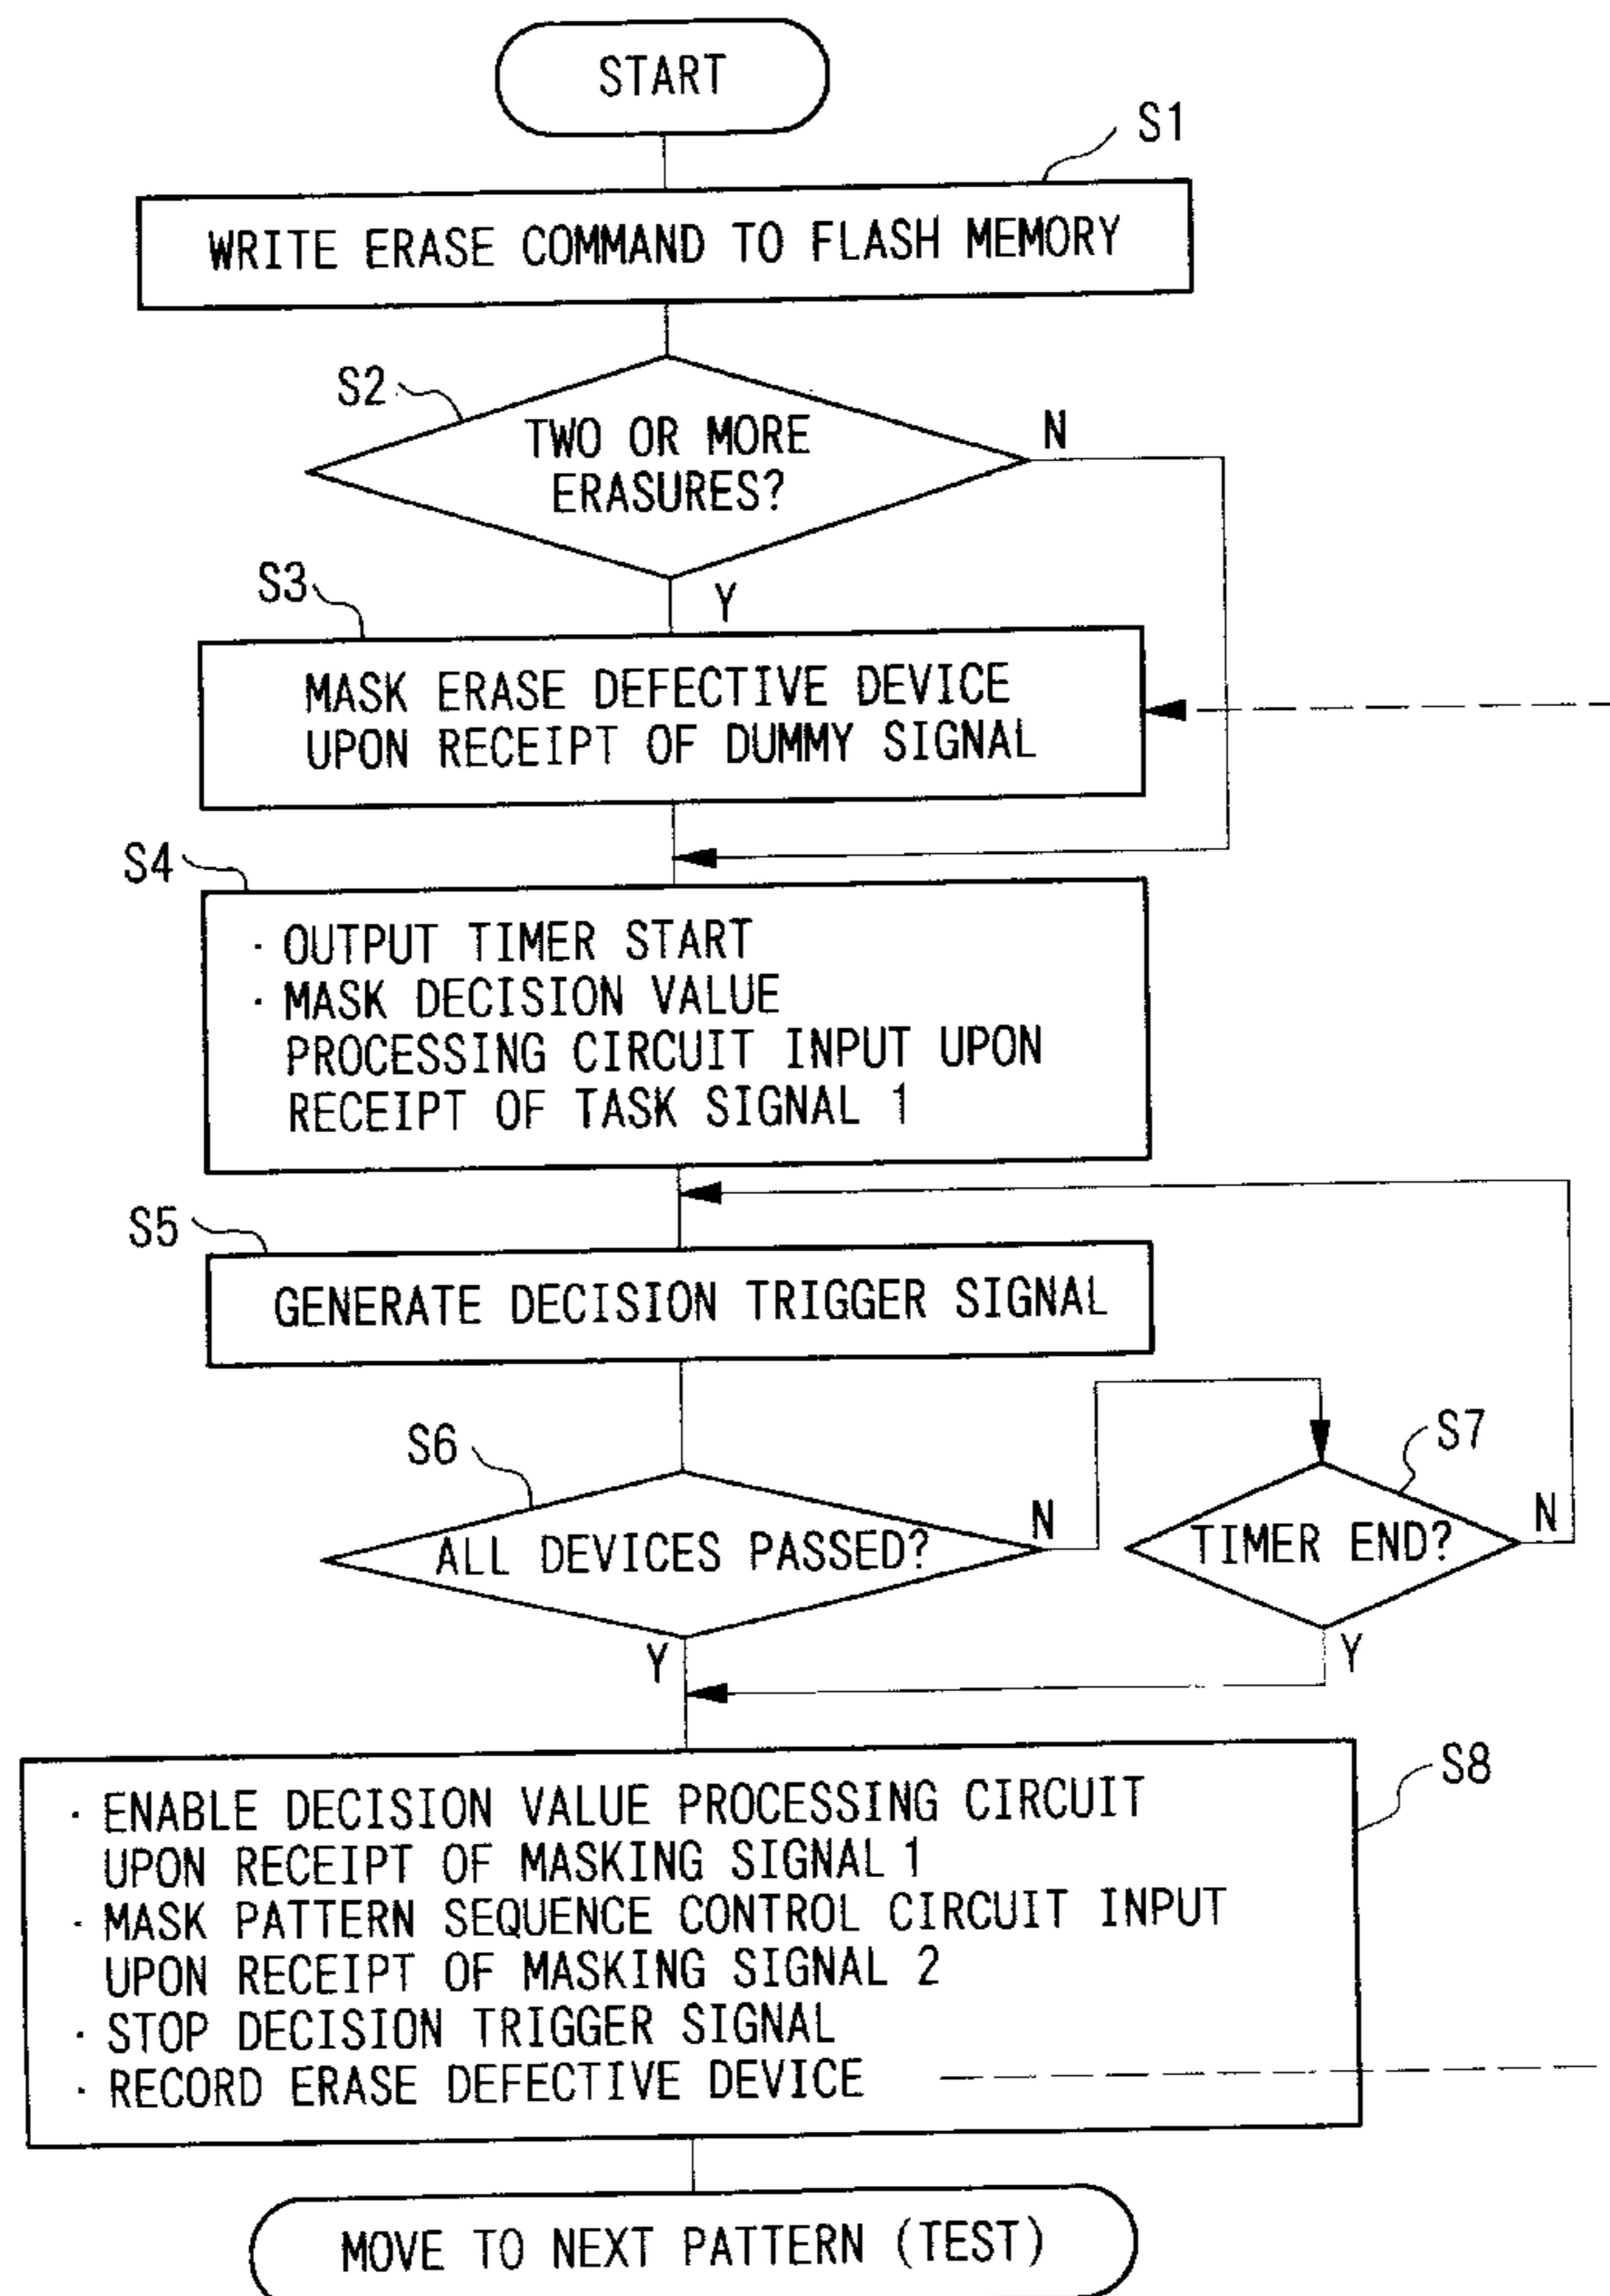 START
S1
WRITE ERASE COMMAND TO FLASH MEMORY
S2
TWO OR MORE
ERASURES?
N
Y
S3
MASK ERASE DEFECTIVE DEVICE
UPON RECEIPT OF DUMMY SIGNAL
S4
· OUTPUT TIMER START
· MASK DECISION VALUE
PROCESSING CIRCUIT INPUT UPON
RECEIPT OF TASK SIGNAL 1
S5
GENERATE DECISION TRIGGER SIGNAL
S6
ALL DEVICES PASSED?
N
Y
S7
TIMER END?
N
Y
S8
· ENABLE DECISION VALUE PROCESSING CIRCUIT
UPON RECEIPT OF MASKING SIGNAL 1
· MASK PATTERN SEQUENCE CONTROL CIRCUIT INPUT
UPON RECEIPT OF MASKING SIGNAL 2
· STOP DECISION TRIGGER SIGNAL
· RECORD ERASE DEFECTIVE DEVICE
MOVE TO NEXT PATTERN (TEST)